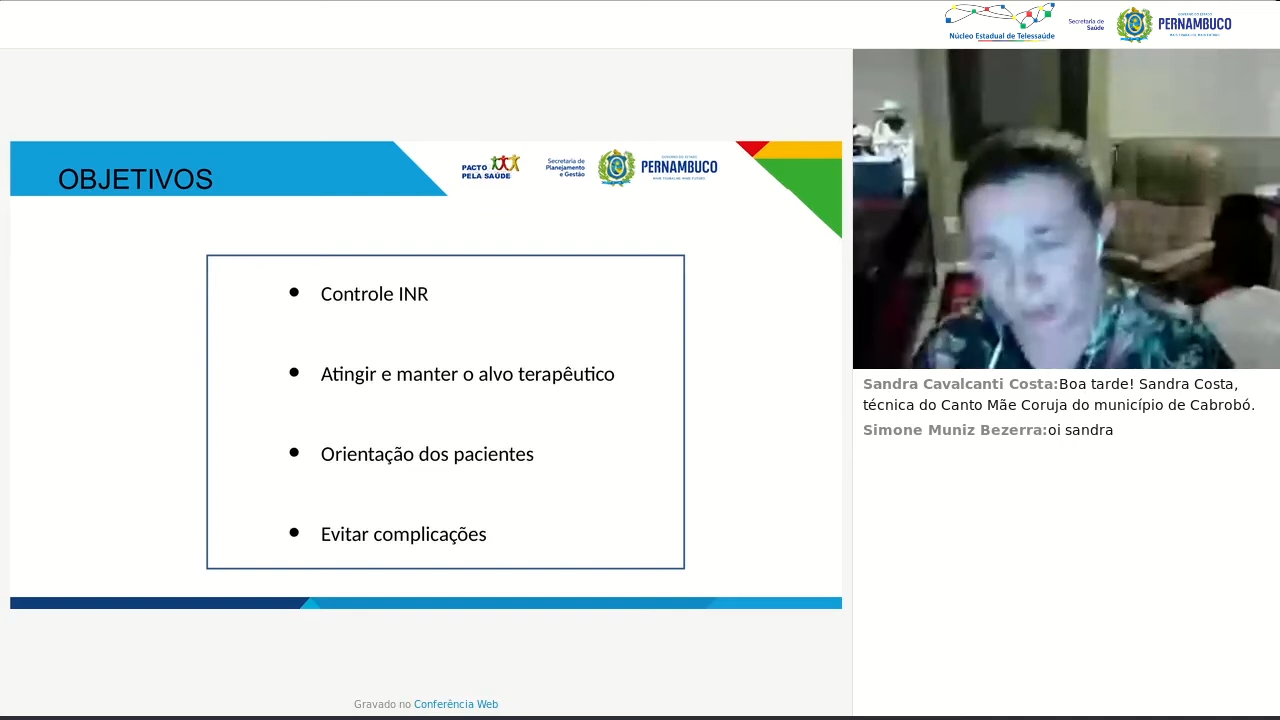 Núcleo Estadual de Telessaúde
Secretaria de
Saúde
PERNAMBUCO
OBJETIVOS
PACTO
PELA SAÚDE
Secretaria de
Planejamento
e Gestão
PERNAMBUCO
• Controle INR
• Atingir e manter o alvo terapêutico
• Orientação dos pacientes
• Evitar complicações
Sandra Cavalcanti Costa:Boa tarde! Sandra Costa,
técnica do Canto Mãe Coruja do município de Cabrobó.
Simone Muniz Bezerra:oi sandra
Gravado no Conferência Web